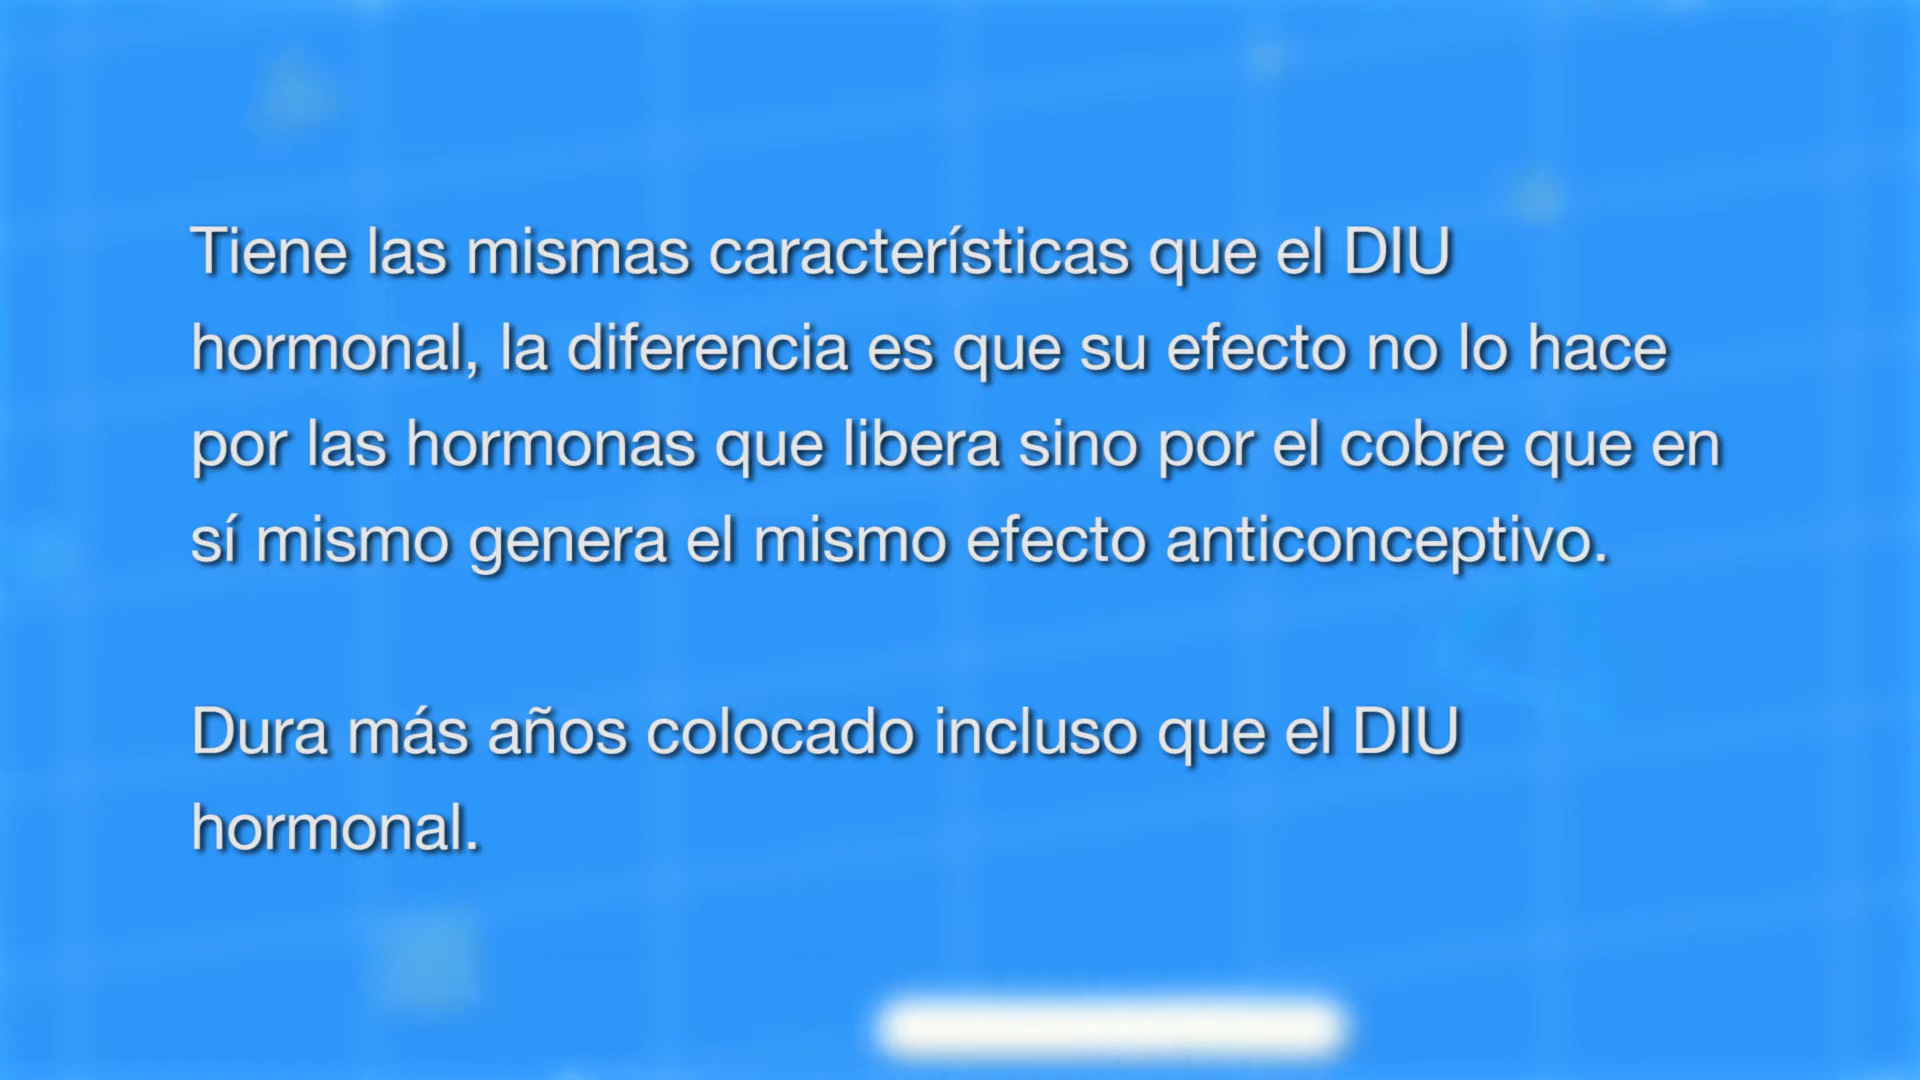 Tiene las mismas características que el DIU
hormonal, la diferencia es que su efecto no lo hace
por las hormonas que libera sino por el cobre que en
sí mismo genera el mismo efecto anticonceptivo.
Dura más años colocado incluso que el DIU
hormonal.